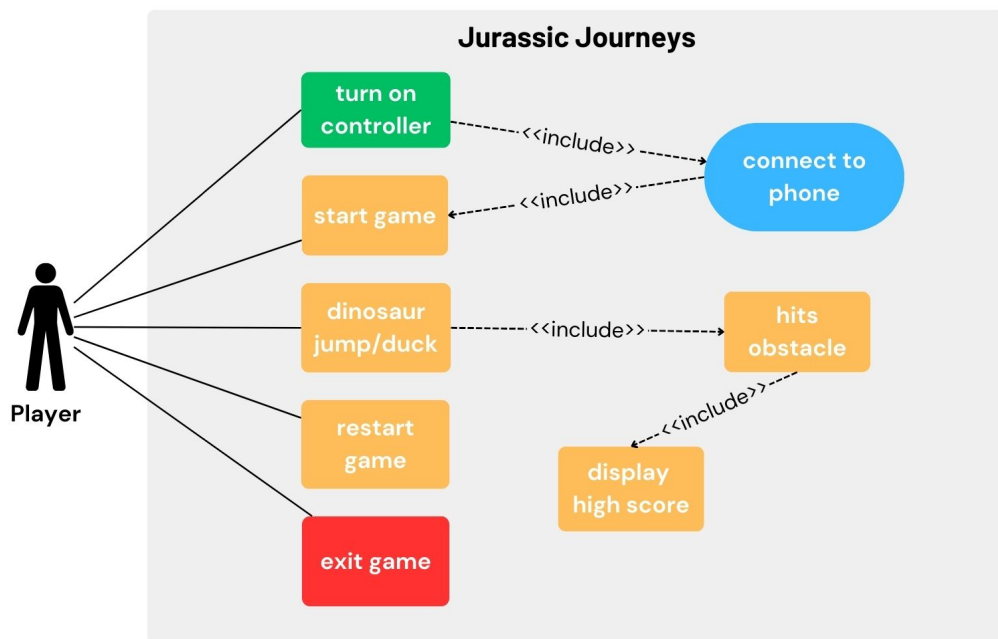 Jurassic Journeys
turn on
controller
<<include>>
connect to
phone
start game
<<include>>
dinosaur
jump/duck
<<include>>
hits
obstacle
Player
<<include>>
restart
game
display
high score
exit game